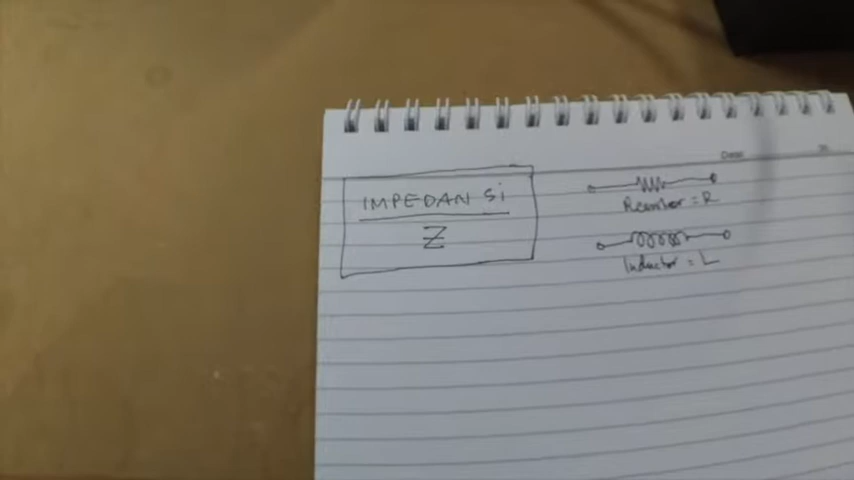 IMPEDANSi
Z
Resistor = R
Inductor = L